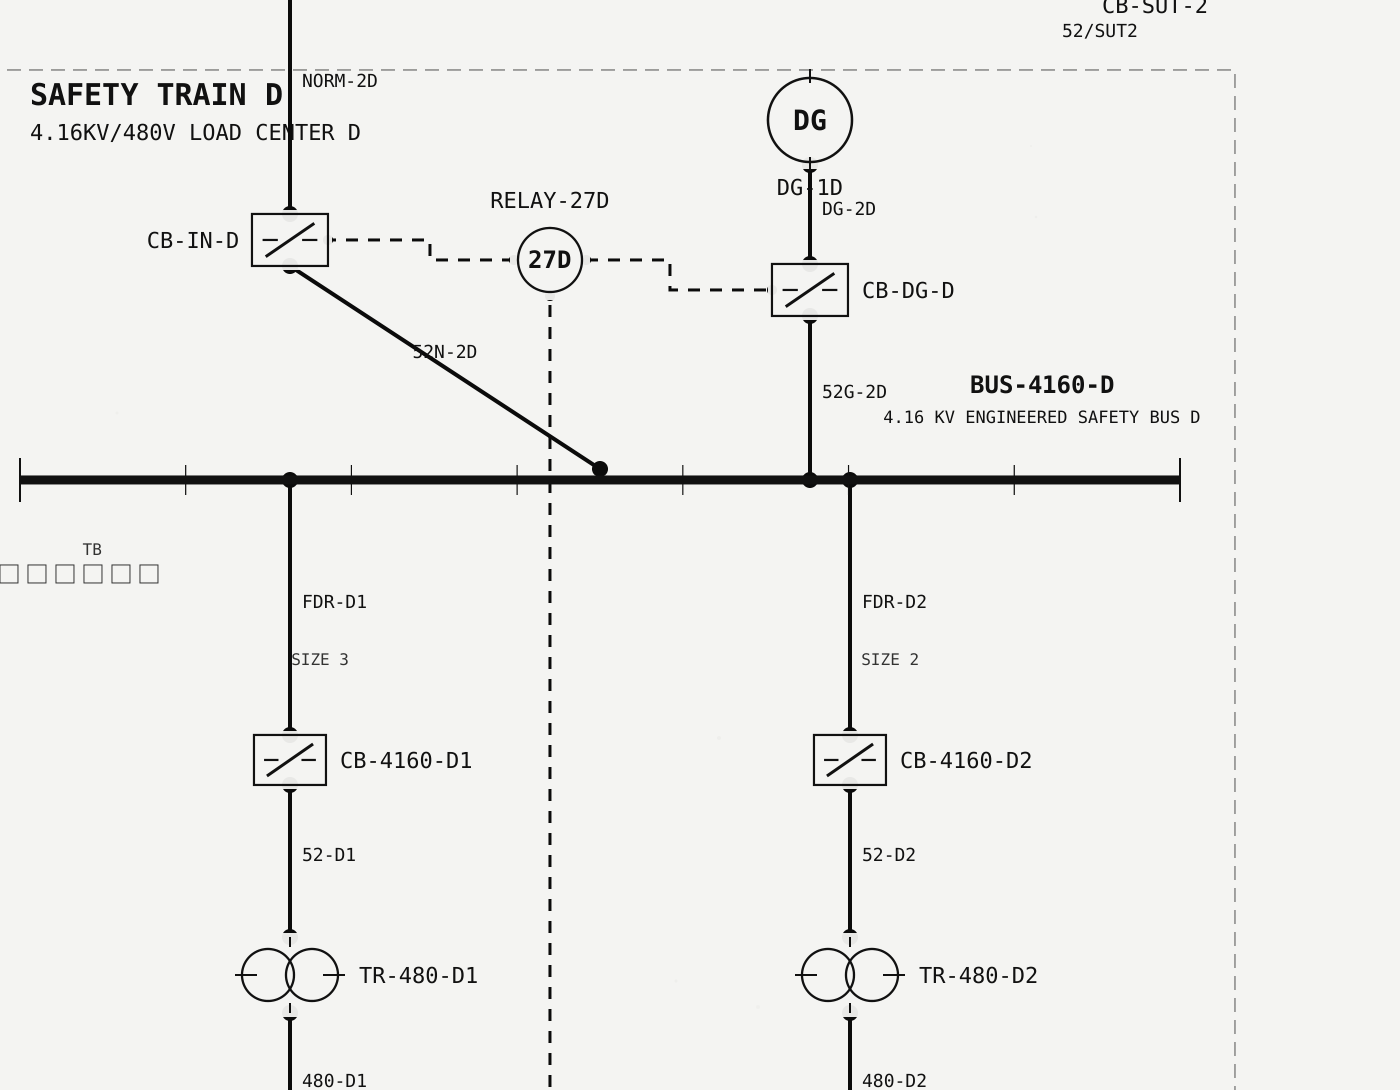 CB-SUT-2
52/SUT2
SAFETY TRAIN D
NORM-2D
4.16KV/480V LOAD CENTER D
DG
DG-1D
DG-2D
RELAY-27D
CB-IN-D
27D
CB-DG-D
52N-2D
52G-2D
BUS-4160-D
4.16 KV ENGINEERED SAFETY BUS D
TB
FDR-D1
FDR-D2
SIZE 3
SIZE 2
CB-4160-D1
CB-4160-D2
52-D1
52-D2
TR-480-D1
TR-480-D2
480-D1
480-D2